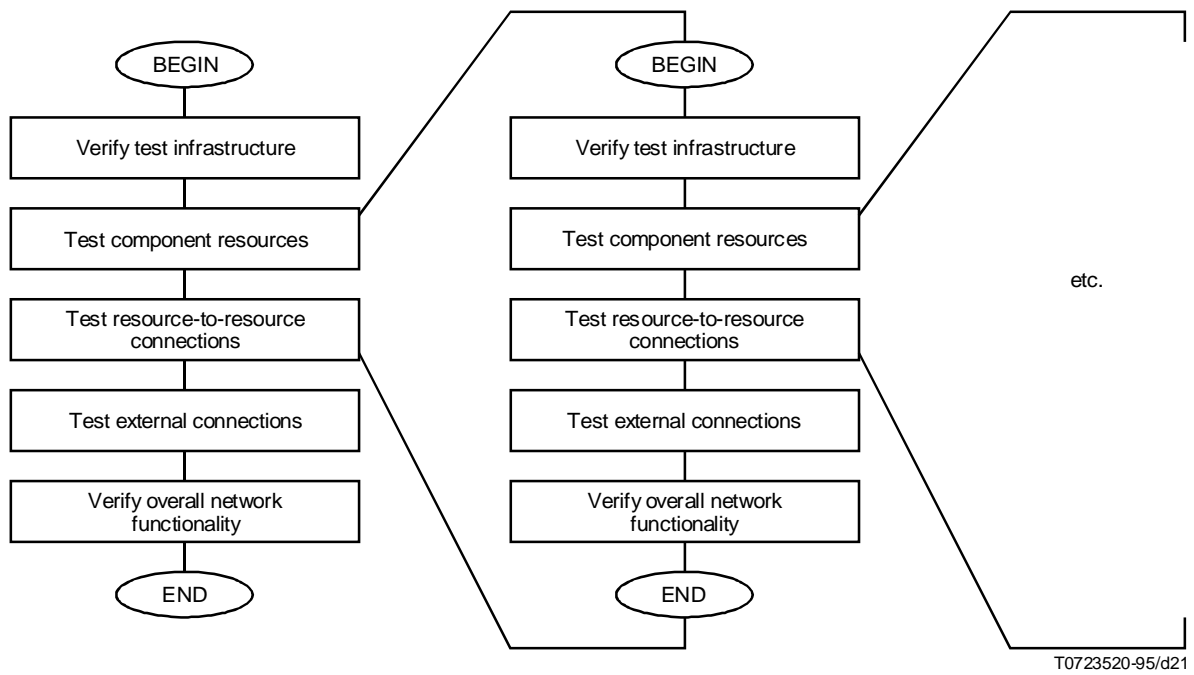 BEGIN
Verify test infrastructure
Test component resources
Test resource-to-resource
connections
Test external connections
Verify overall network
functionality
END
BEGIN
Verify test infrastructure
Test component resources
Test resource-to-resource
connections
Test external connections
Verify overall network
functionality
END
etc.
T0723520-95/d21